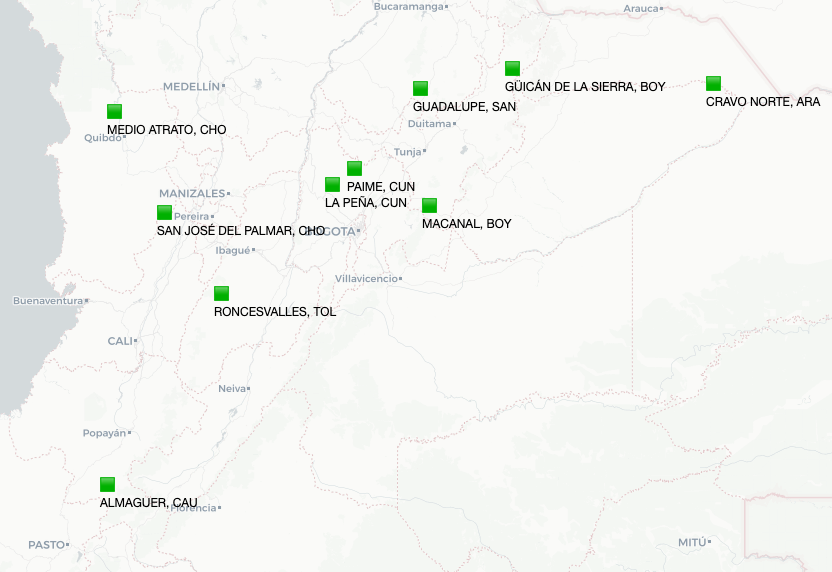 Bucaramanga
Arauca
GÜICÁN DE LA SIERRA, BOY
MEDELLÍN
GUADALUPE, SAN
CRAVO NORTE, ARA
MEDIO ATRATO, CHO
Duitama
Quibdo
Tunja
PAIME, CUN
MANIZALES
LA PEÑA, CUN
Pereira
MACANAL, BOY
SAN JOSÉ DEL PALMAR, CHO
Ibagué
Villavicencio
Buenaventura
RONCESVALLES, TOL
CALI
Neiva
Popayán
ALMAGUER, CAU
Florencia
PASTO
MITÚ